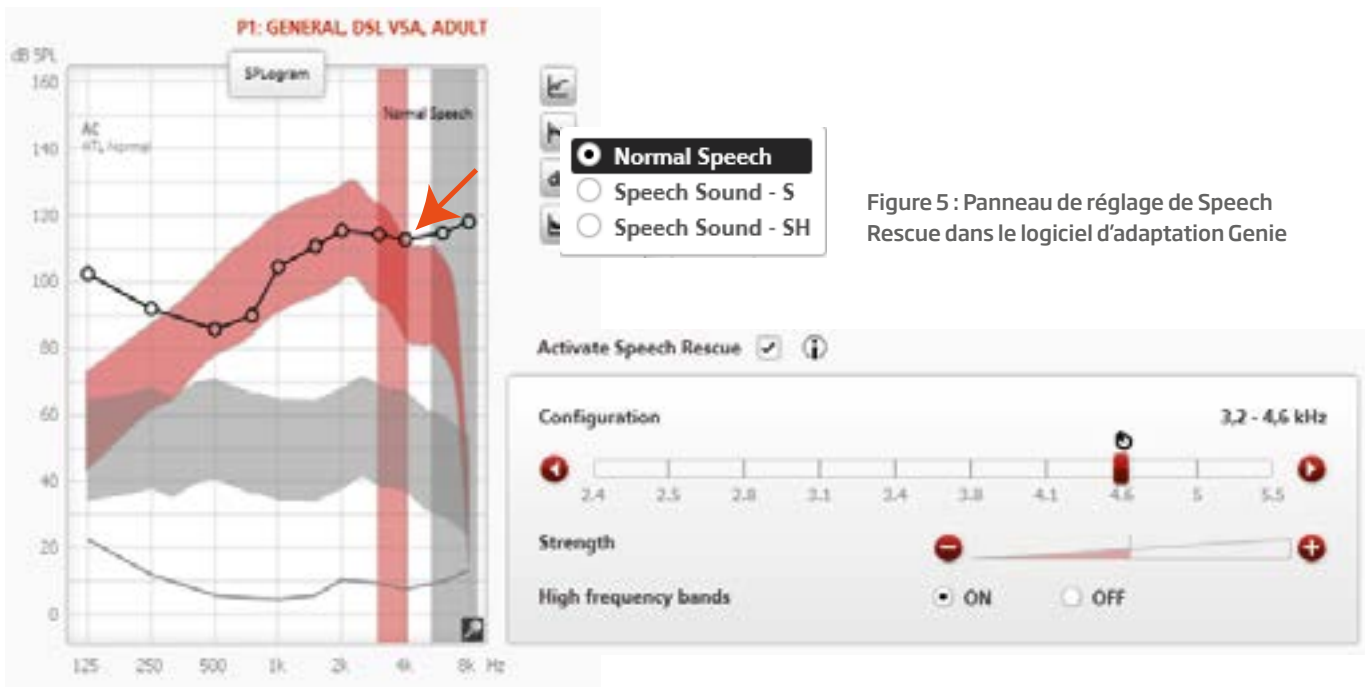 P1: GENERAL, DSL V5A, ADULT
dB SPL
SPLogram
160
Normal Speech
AC
HTL Normal
140
120
100
80
60
40
20
0
125 250 500 1k 2k 4k 8k Hz
Normal Speech
Speech Sound - S
Speech Sound - SH
Figure 5 : Panneau de réglage de Speech
Rescue dans le logiciel d'adaptation Genie
Activate Speech Rescue
Configuration 3,2 - 4,6 kHz
2.4 2.5 2.8 3.1 3.4 3.8 4.1 4.6 5 5.5
Strength
High frequency bands ON OFF